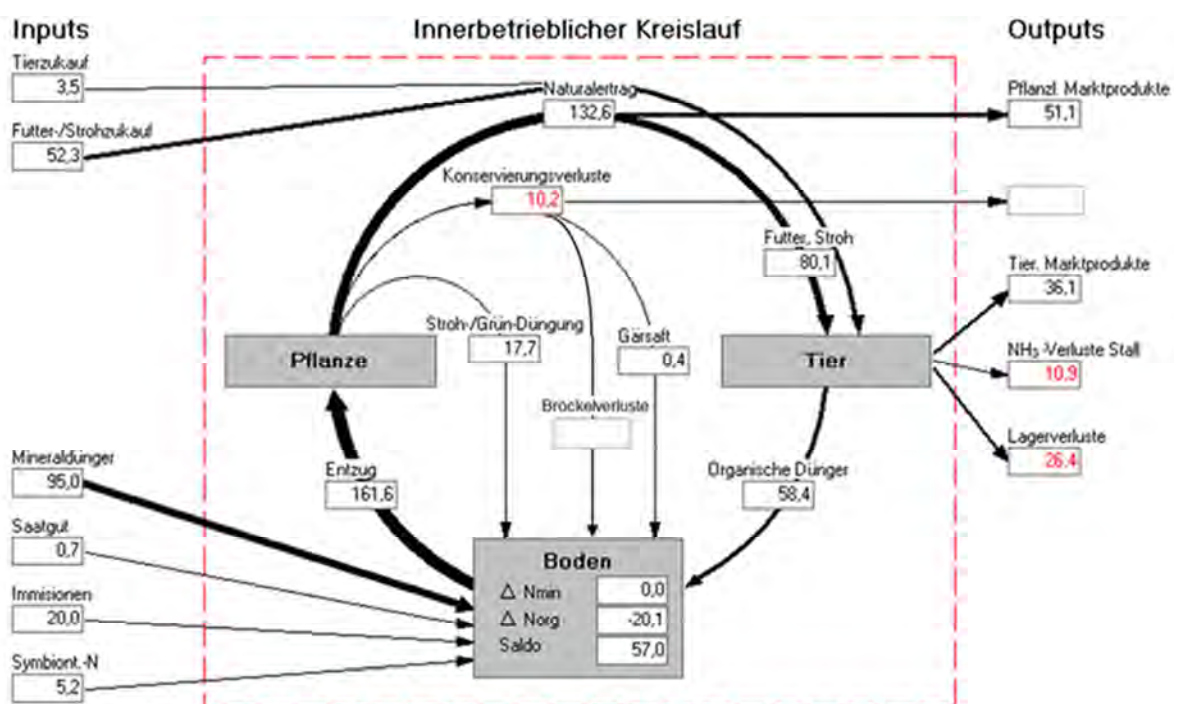 Inputs
Innerbetrieblicher Kreislauf
Outputs
Tierzukauf
3,5
Futter-/Strohzukauf
52,3
Naturalertrag
132,6
Pflanzl. Marktprodukte
51,1
Konservierungsverluste
10,2
Futter, Stroh
80,1
Tier. Marktprodukte
36,1
Stroh-/Grün-Düngung
17,7
Gärsaft
0,4
Pflanze
Tier
NH₃-Verluste Stall
10,9
Bröckelverluste
Lagerverluste
26,4
Mineraldünger
95,0
Entzug
161,6
Organische Dünger
58,4
Saatgut
0,7
Immisionen
20,0
Symbiont.-N
5,2
Boden
Δ Nmin 0,0
Δ Norg -20,1
Saldo 57,0